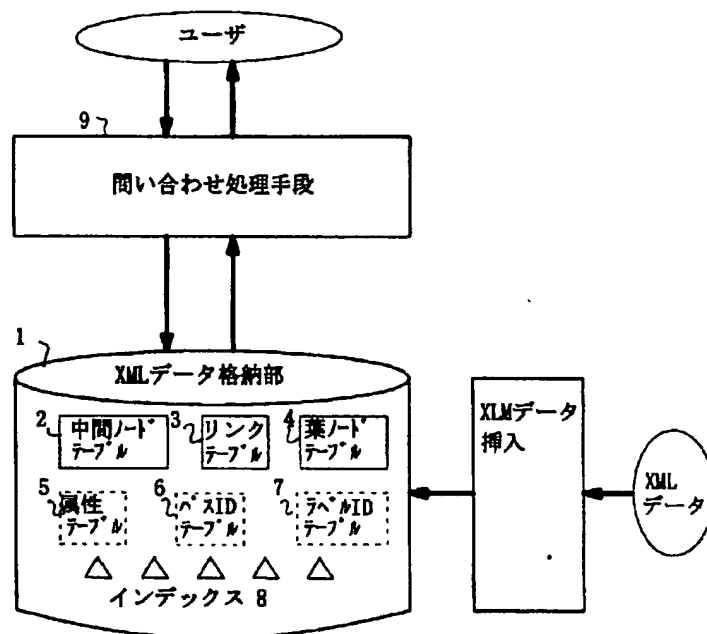 ユーザ
9
問い合わせ処理手段
1
XMLデータ格納部
2 中間ノード
テーブル
3 リンク
テーブル
4 葉ノード
テーブル
5 属性
テーブル
6 パスID
テーブル
7 ラベルID
テーブル
インデックス 8
XLMデータ
挿入
XML
データ